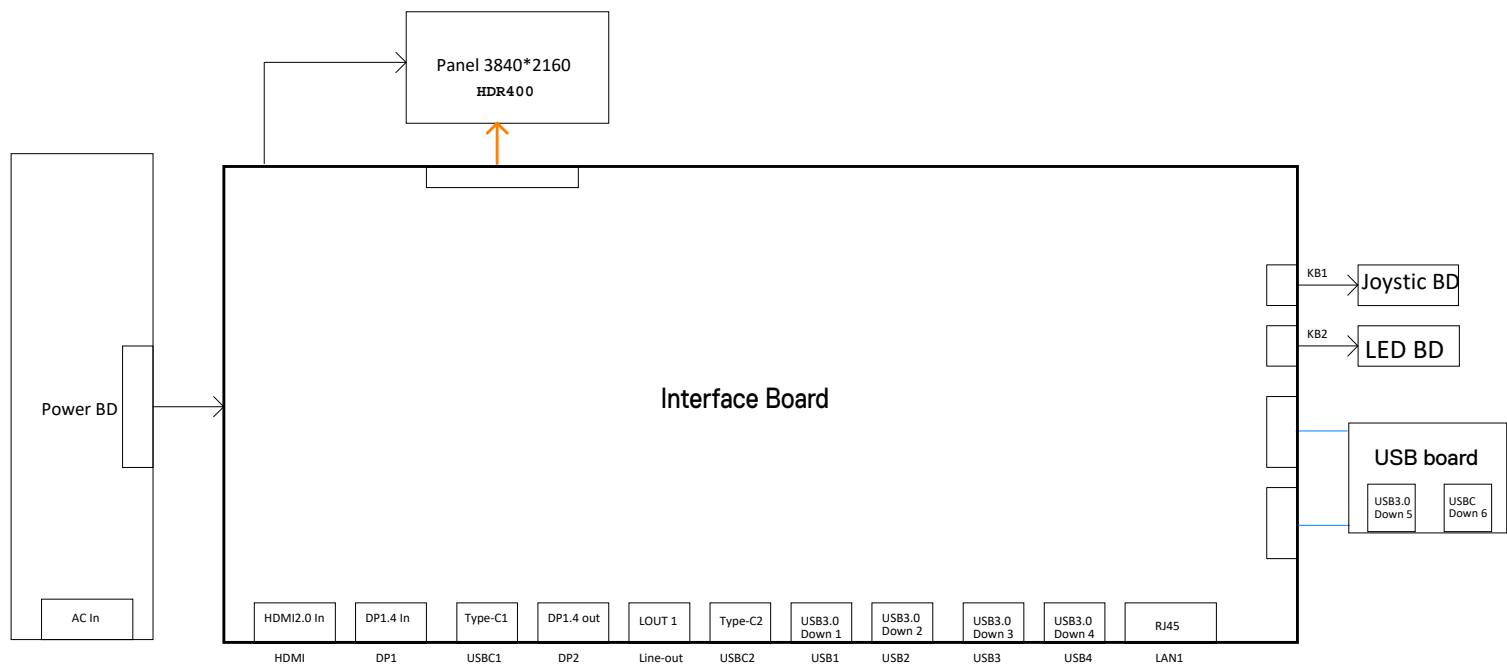 Panel 3840*2160
HDR400
KB1
Joystic BD
KB2
LED BD
Interface Board
Power BD
USB board
USB3.0
Down 5
USBC
Down 6
AC In
HDMI2.0 In
DP1.4 In
Type-C1
DP1.4 out
LOUT 1
Type-C2
USB3.0
Down 1
USB3.0
Down 2
USB3.0
Down 3
USB3.0
Down 4
RJ45
HDMI
DP1
USBC1
DP2
Line-out
USBC2
USB1
USB2
USB3
USB4
LAN1